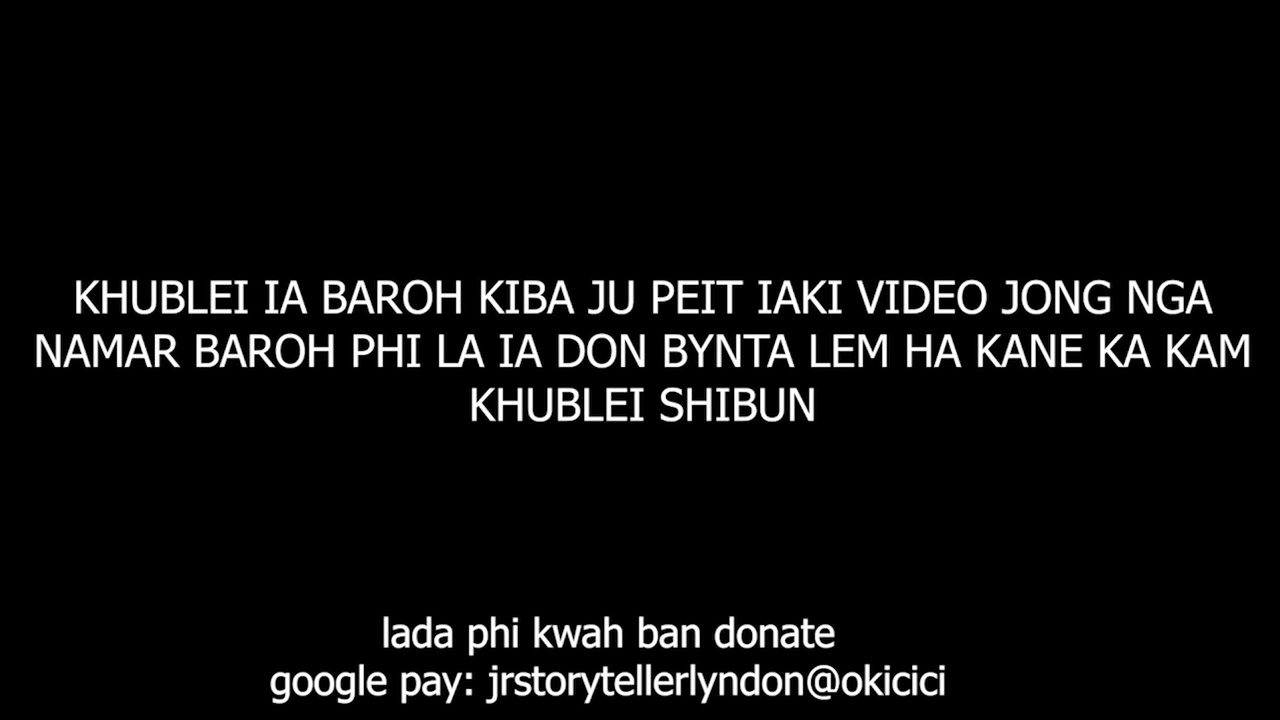 KHUBLEI IA BAROH KIBA JU PEIT IAKI VIDEO JONG NGA
NAMAR BAROH PHI LA IA DON BYNTA LEM HA KANE KA KAM
KHUBLEI SHIBUN
lada phi kwah ban donate
google pay: jrstorytellerlyndon@okicici